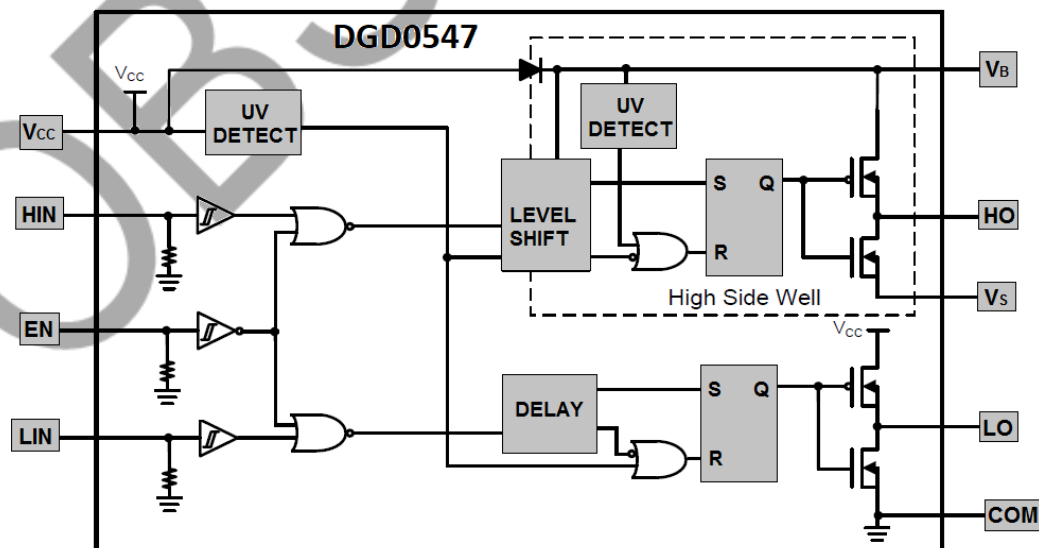 DGD0547
VCC
VB
UV
DETECT
UV
DETECT
VCC
HIN
LEVEL
SHIFT
S
Q
R
HO
High Side Well
VS
EN
VCC
LIN
DELAY
S
Q
R
LO
COM
OBS